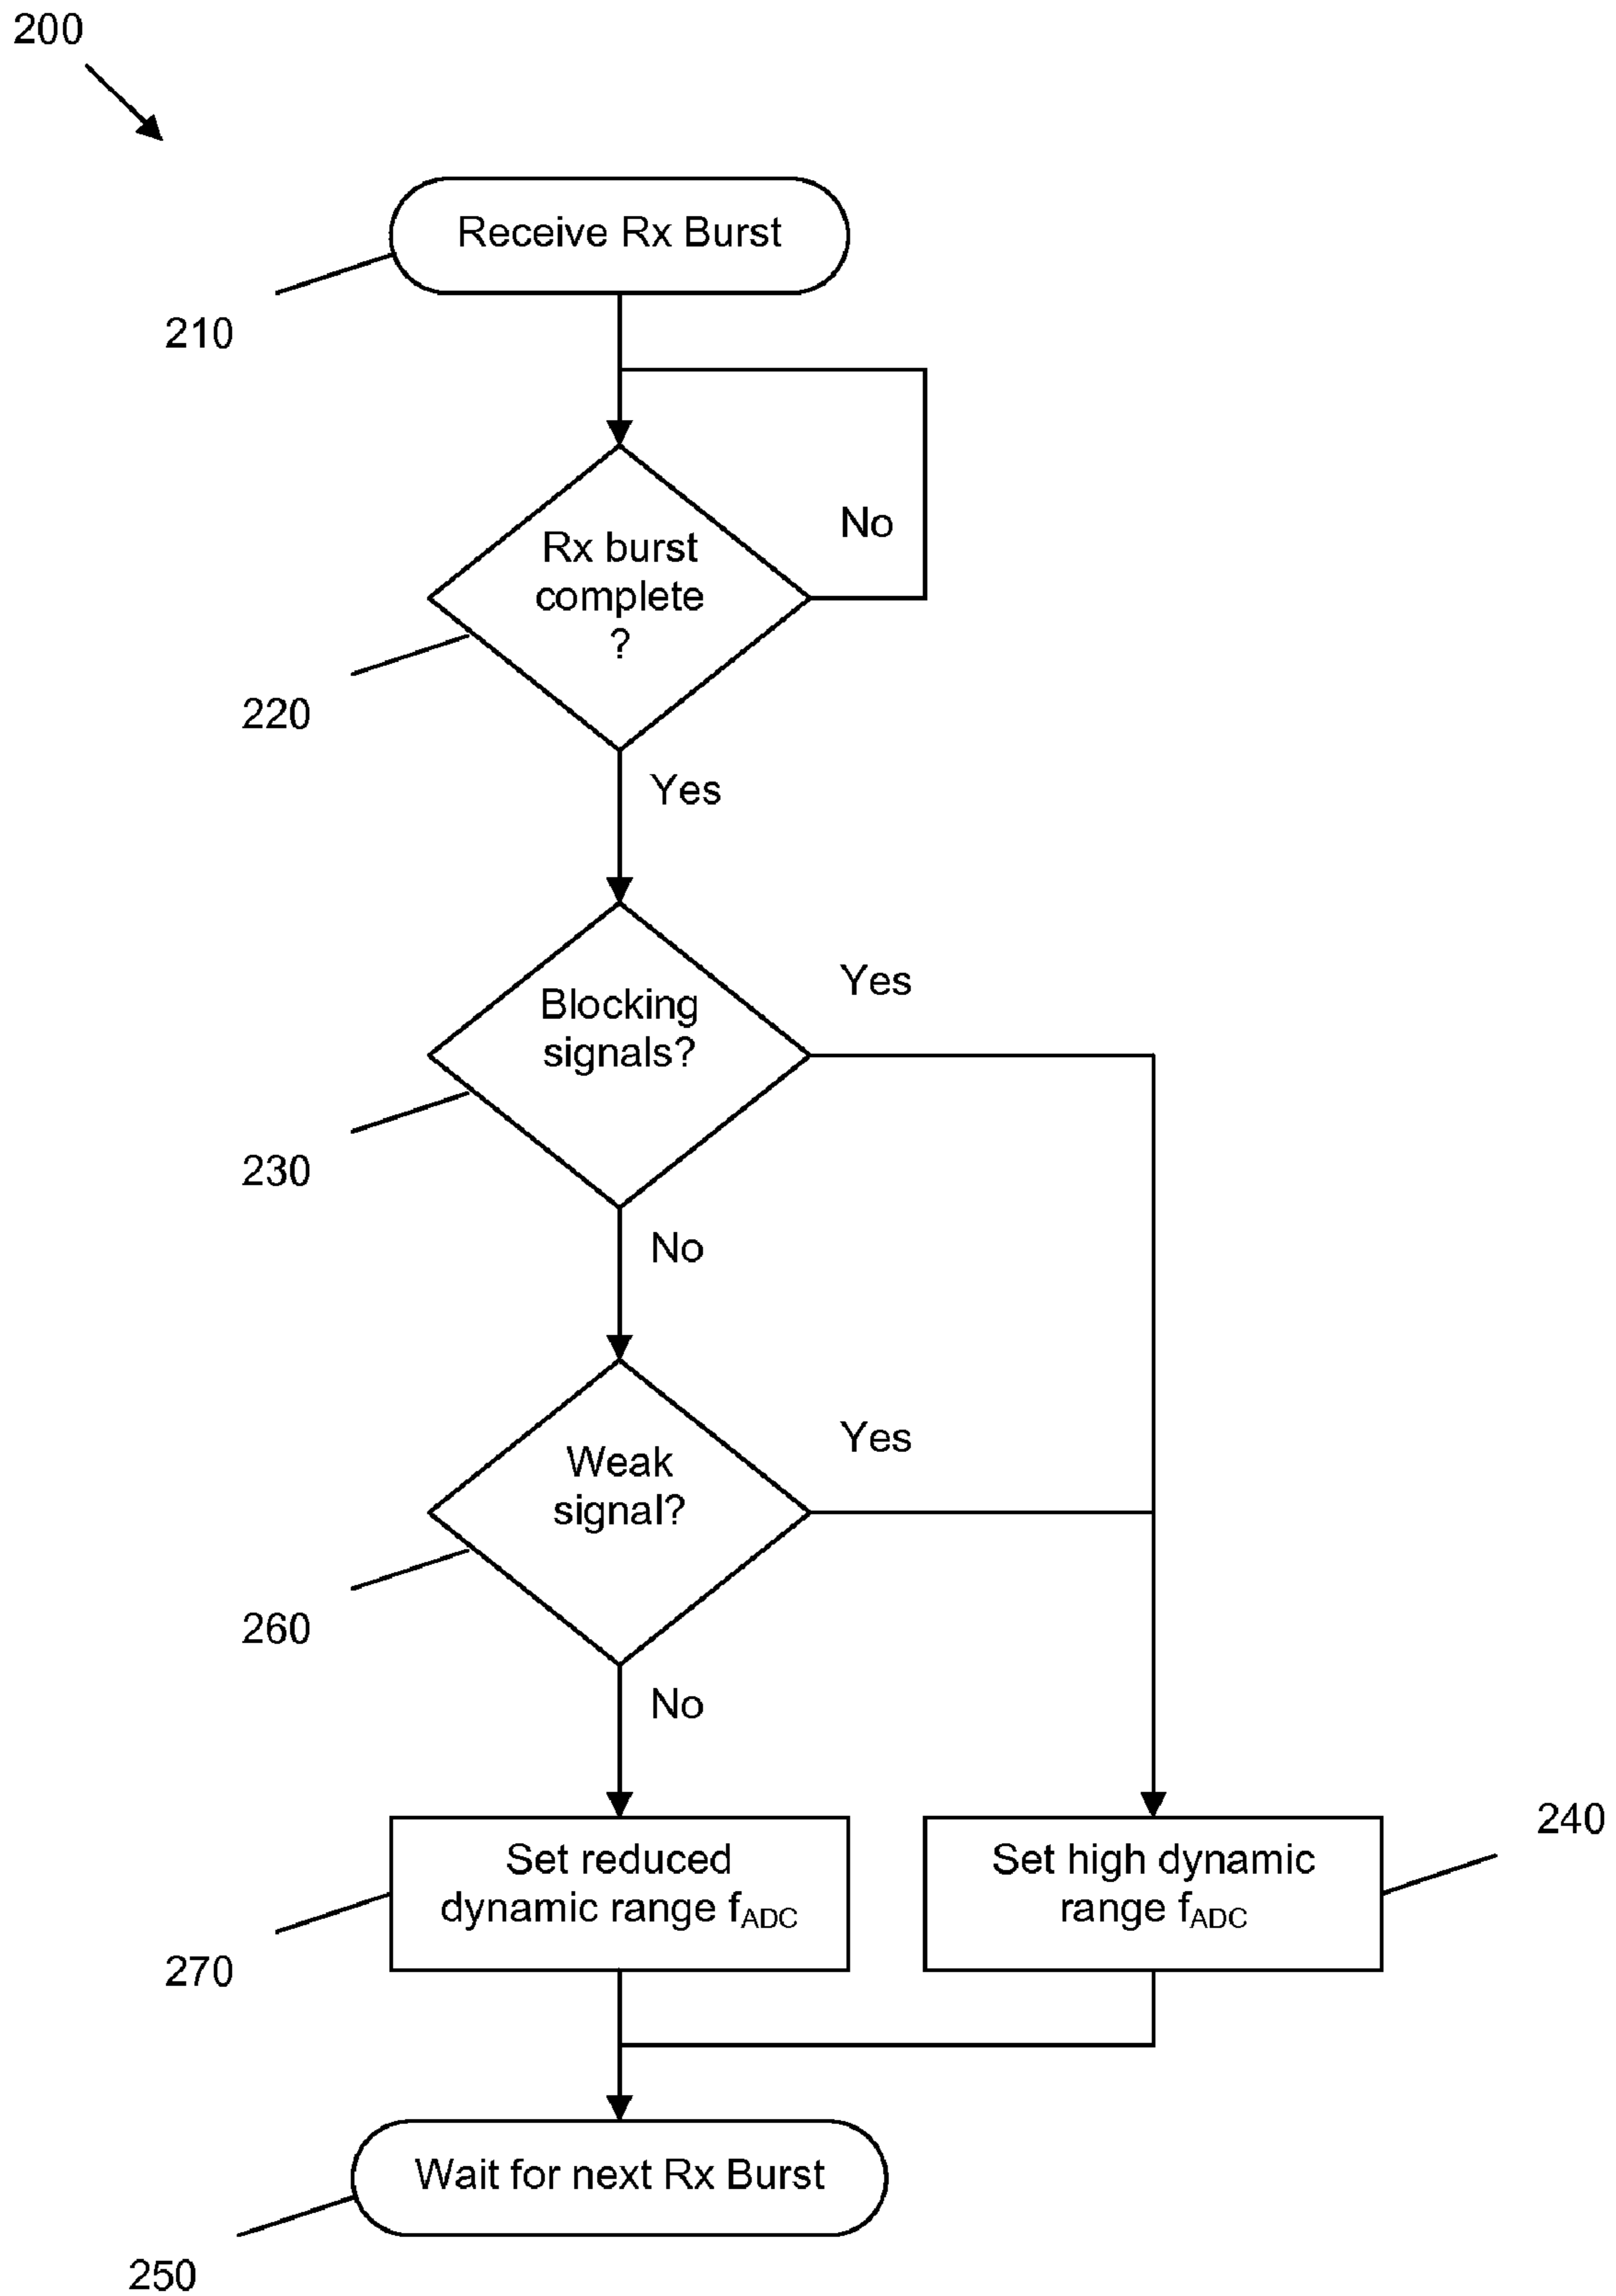 200
Receive Rx Burst
210
No
Rx burst
complete
?
220
Yes
Yes
Blocking
signals?
230
No
Yes
Weak
signal?
260
No
240
Set reduced
dynamic range fADC
Set high dynamic
range fADC
270
Wait for next Rx Burst
250